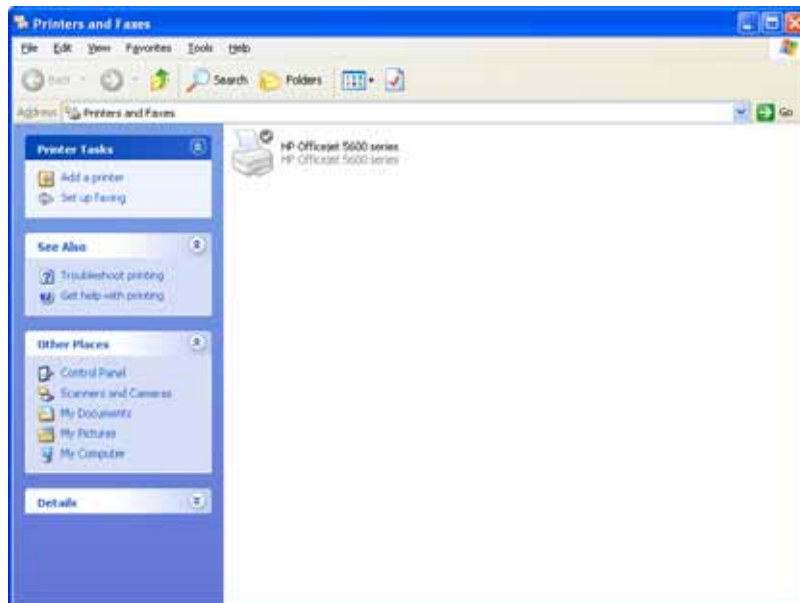 Printers and Faxes
File Edit View Favorites Tools Help
Back Search Folders
Address Printers and Faxes Go
Printer Tasks
Add a printer
Set up faxing
HP Officejet 5600 series
HP Officejet 5600 series
See Also
Troubleshoot printing
Get help with printing
Other Places
Control Panel
Scanners and Cameras
My Documents
My Pictures
My Computer
Details